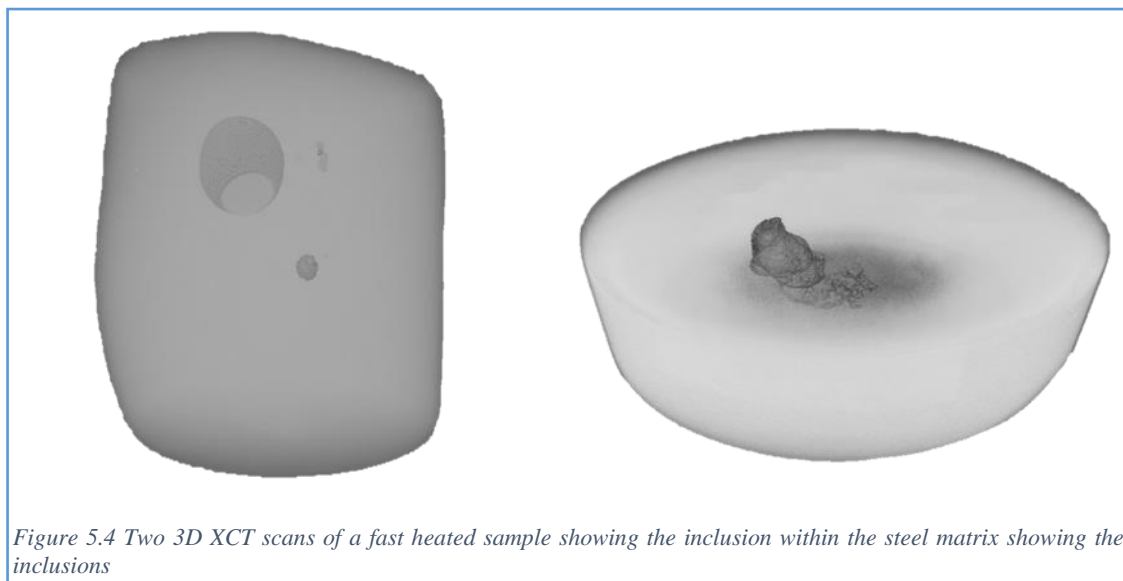 Figure 5.4 Two 3D XCT scans of a fast heated sample showing the inclusion within the steel matrix showing the
inclusions